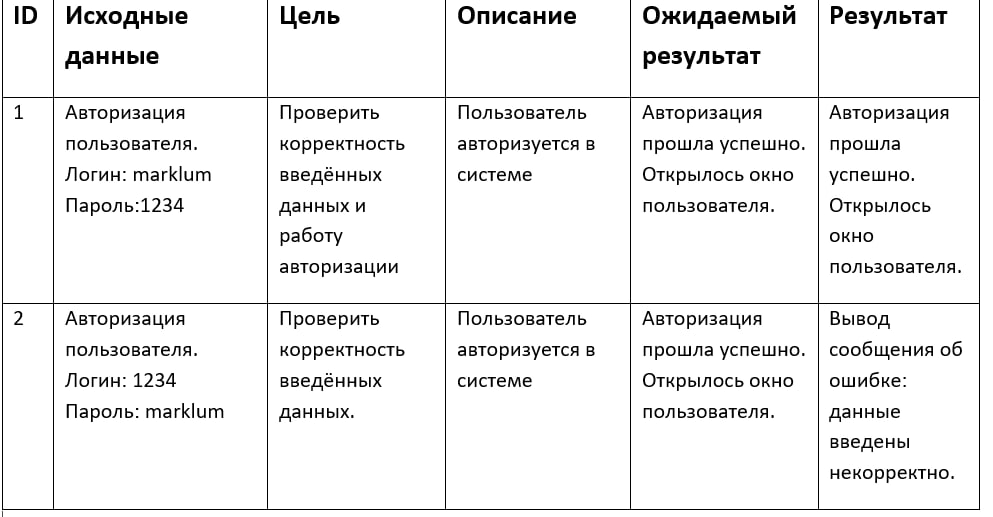 ID
Исходные
данные
Цель
Описание
Ожидаемый
результат
Результат
1
Авторизация
пользователя.
Логин: marklum
Пароль:1234
Проверить
корректность
введённых
данных и
работу
авторизации
Пользователь
авторизуется в
системе
Авторизация
прошла успешно.
Открылось окно
пользователя.
Авторизация
прошла
успешно.
Открылось
окно
пользователя.
2
Авторизация
пользователя.
Логин: 1234
Пароль: marklum
Проверить
корректность
введённых
данных.
Пользователь
авторизуется в
системе
Авторизация
прошла успешно.
Открылось окно
пользователя.
Вывод
сообщения об
ошибке:
данные
введены
некорректно.